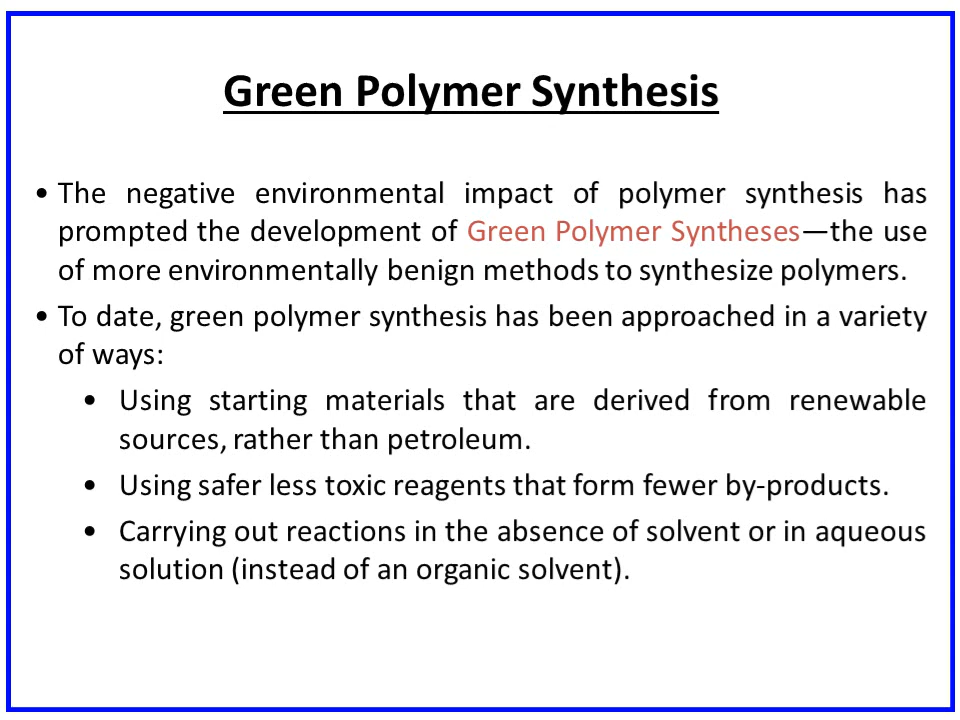 Green Polymer Synthesis
• The negative environmental impact of polymer synthesis has
prompted the development of Green Polymer Syntheses—the use
of more environmentally benign methods to synthesize polymers.
• To date, green polymer synthesis has been approached in a variety
of ways:
• Using starting materials that are derived from renewable
sources, rather than petroleum.
• Using safer less toxic reagents that form fewer by-products.
• Carrying out reactions in the absence of solvent or in aqueous
solution (instead of an organic solvent).